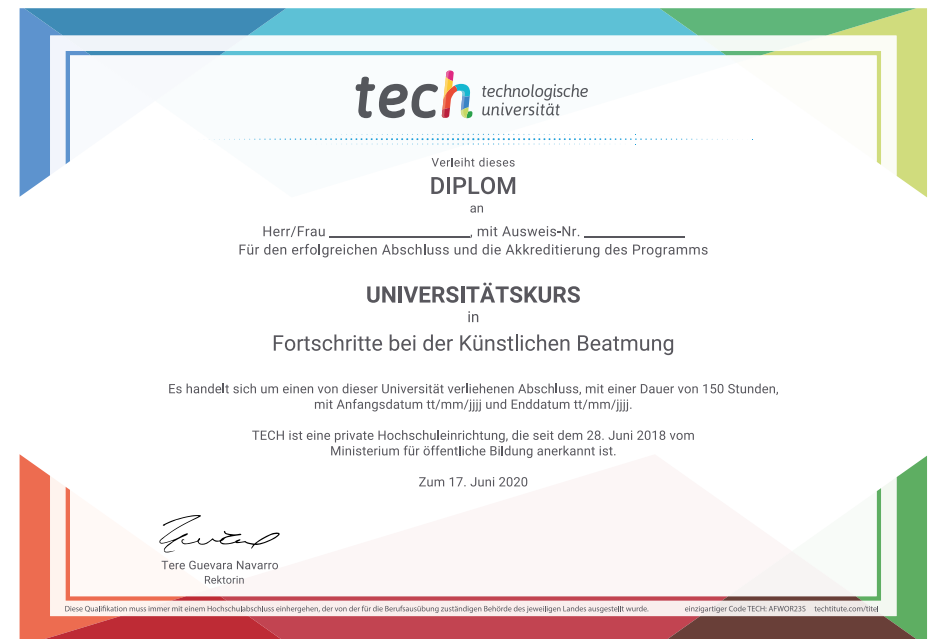 tech technologische
universität
Verleiht dieses
DIPLOM
an
Herr/Frau ____________________, mit Ausweis-Nr. ______________
Für den erfolgreichen Abschluss und die Akkreditierung des Programms
UNIVERSITÄTSKURS
in
Fortschritte bei der Künstlichen Beatmung
Es handelt sich um einen von dieser Universität verliehenen Abschluss, mit einer Dauer von 150 Stunden,
mit Anfangsdatum tt/mm/jjjj und Enddatum tt/mm/jjjj.
TECH ist eine private Hochschuleinrichtung, die seit dem 28. Juni 2018 vom
Ministerium für öffentliche Bildung anerkannt ist.
Zum 17. Juni 2020
Tere Guevara Navarro
Rektorin
Diese Qualifikation muss immer mit einem Hochschulabschluss einhergehen, der von der für die Berufsausübung zuständigen Behörde des jeweiligen Landes ausgestellt wurde. einzigartiger Code TECH: AFWOR23S techtitute.com/titel